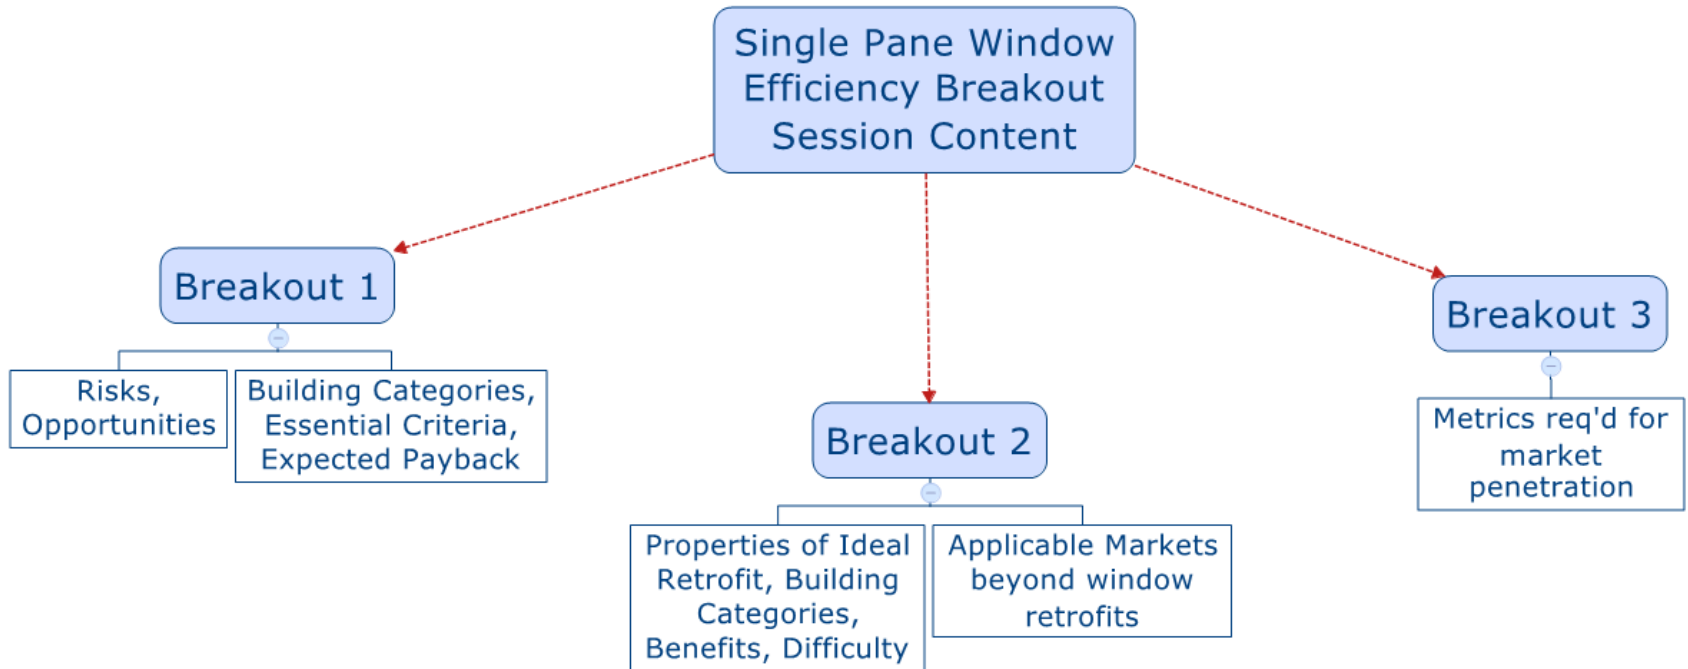 Single Pane Window
Efficiency Breakout
Session Content
Breakout 1
Risks,
Opportunities
Building Categories,
Essential Criteria,
Expected Payback
Breakout 2
Properties of Ideal
Retrofit, Building
Categories,
Benefits, Difficulty
Applicable Markets
beyond window
retrofits
Breakout 3
Metrics req'd for
market
penetration